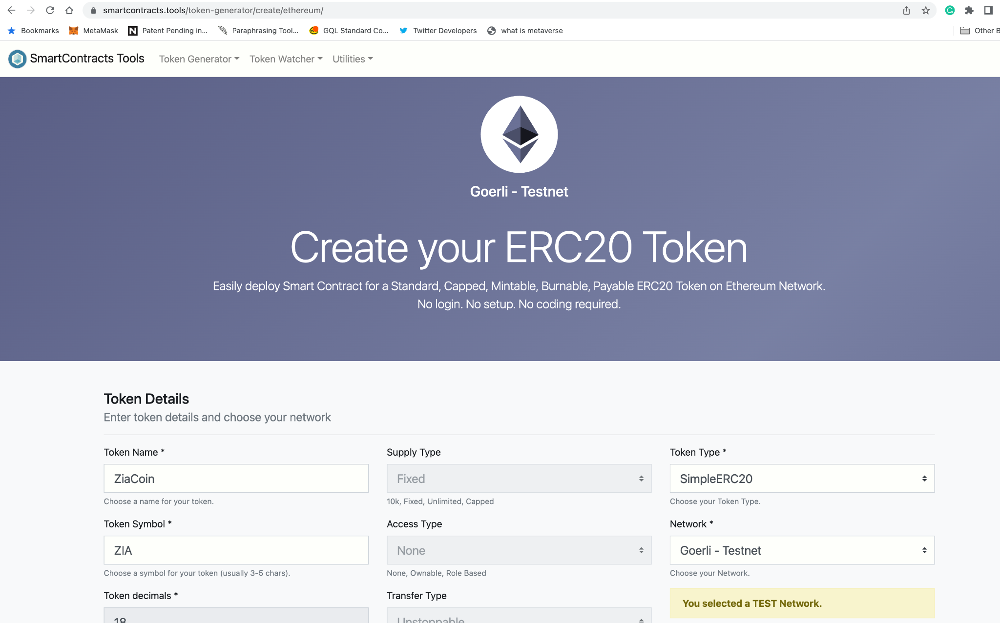 smartcontracts.tools/token-generator/create/ethereum/
Bookmarks MetaMask Patent Pending in... Paraphrasing Tool... GQL Standard Co... Twitter Developers what is metaverse Other B
SmartContracts Tools Token Generator Token Watcher Utilities
Goerli - Testnet
Create your ERC20 Token
Easily deploy Smart Contract for a Standard, Capped, Mintable, Burnable, Payable ERC20 Token on Ethereum Network.
No login. No setup. No coding required.
Token Details
Enter token details and choose your network
Token Name * Supply Type Token Type *
ZiaCoin Fixed SimpleERC20
Choose a name for your token. 10k, Fixed, Unlimited, Capped Choose your Token Type.
Token Symbol * Access Type Network *
ZIA None Goerli - Testnet
Choose a symbol for your token (usually 3-5 chars). None, Ownable, Role Based Choose your Network.
Token decimals * Transfer Type You selected a TEST Network.
18 Unstoppable